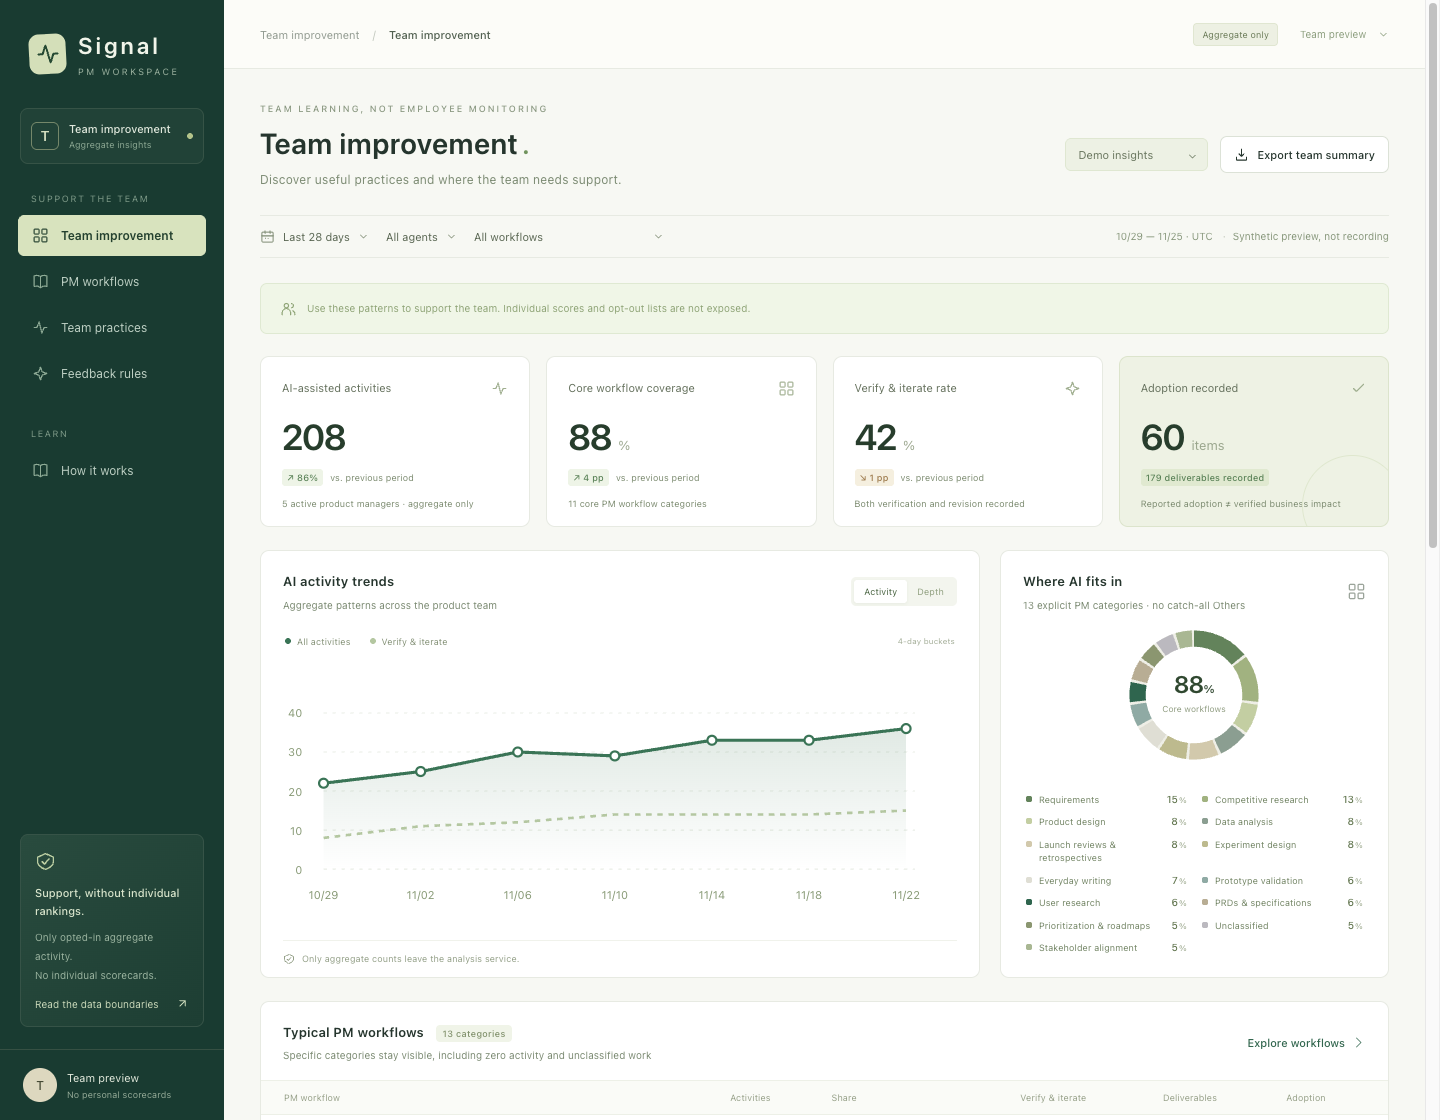 Signal
PM WORKSPACE
T
Team improvement
Aggregate insights
SUPPORT THE TEAM
Team improvement
PM workflows
Team practices
Feedback rules
LEARN
How it works
Support, without individual
rankings.
Only opted-in aggregate
activity.
No individual scorecards.
Read the data boundaries
T
Team preview
No personal scorecards
Team improvement / Team improvement
Aggregate only
Team preview
TEAM LEARNING, NOT EMPLOYEE MONITORING
Team improvement.
Discover useful practices and where the team needs support.
Demo insights
Export team summary
Last 28 days
All agents
All workflows
10/29 — 11/25 · UTC · Synthetic preview, not recording
Use these patterns to support the team. Individual scores and opt-out lists are not exposed.
AI-assisted activities
208
↗ 86% vs. previous period
5 active product managers · aggregate only
Core workflow coverage
88 %
↗ 4 pp vs. previous period
11 core PM workflow categories
Verify & iterate rate
42 %
↘ 1 pp vs. previous period
Both verification and revision recorded
Adoption recorded
60 items
179 deliverables recorded
Reported adoption ≠ verified business impact
AI activity trends
Aggregate patterns across the product team
Activity
Depth
All activities
Verify & iterate
4-day buckets
40
30
20
10
0
10/29 11/02 11/06 11/10 11/14 11/18 11/22
Only aggregate counts leave the analysis service.
Where AI fits in
13 explicit PM categories · no catch-all Others
88%
Core workflows
Requirements 15%
Competitive research 13%
Product design 8%
Data analysis 8%
Launch reviews &
retrospectives 8%
Experiment design 8%
Everyday writing 7%
Prototype validation 6%
User research 6%
PRDs & specifications 6%
Prioritization & roadmaps 5%
Unclassified 5%
Stakeholder alignment 5%
Typical PM workflows
13 categories
Specific categories stay visible, including zero activity and unclassified work
Explore workflows
PM workflow Activities Share Verify & iterate Deliverables Adoption